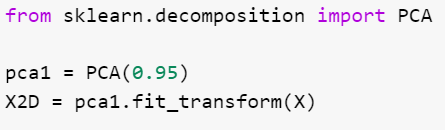 from sklearn.decomposition import PCA
pca1 = PCA(0.95)
X2D = pca1.fit_transform(X)